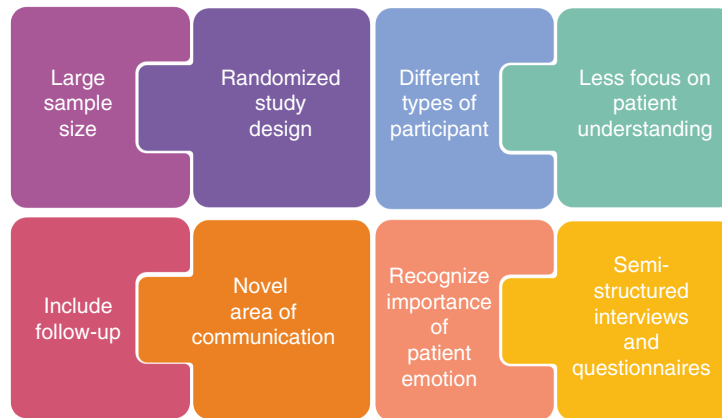 Large
sample
size
Randomized
study
design
Different
types of
participant
Less focus on
patient
understanding
Include
follow-up
Novel
area of
communication
Recognize
importance
of
patient
emotion
Semi-
structured
interviews
and
questionnaires